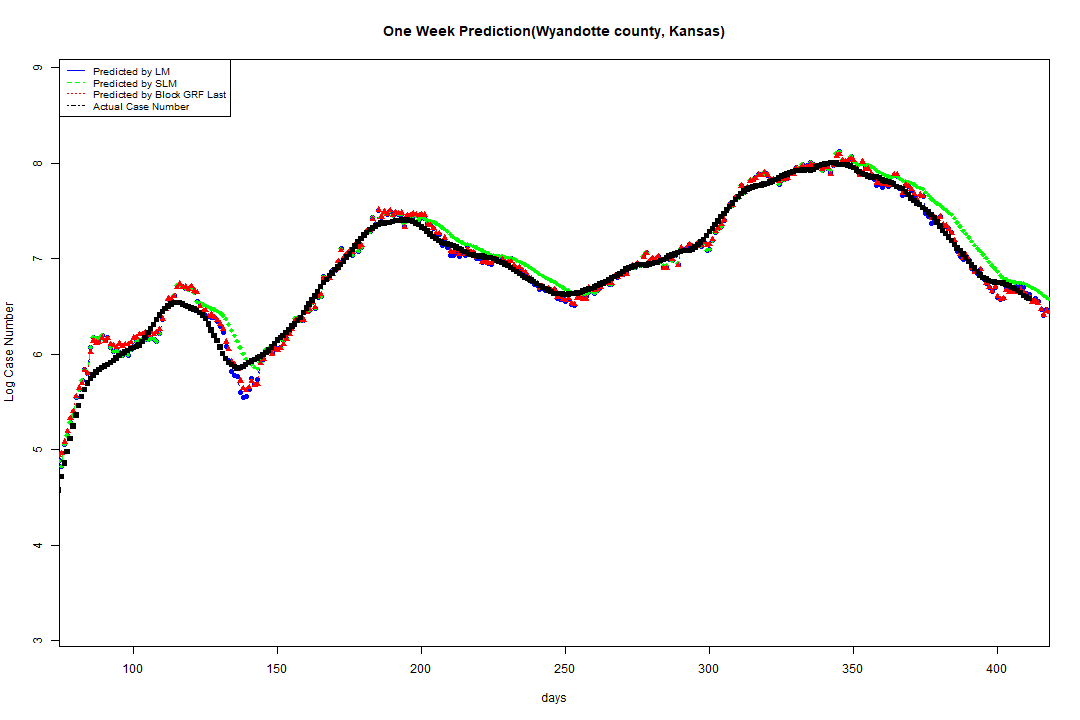 One Week Prediction(Wyandotte county, Kansas)
Predicted by LM
Predicted by SLM
Predicted by Block GRF Last
Actual Case Number
9
8
7
6
5
4
3
Log Case Number
100 150 200 250 300 350 400
days